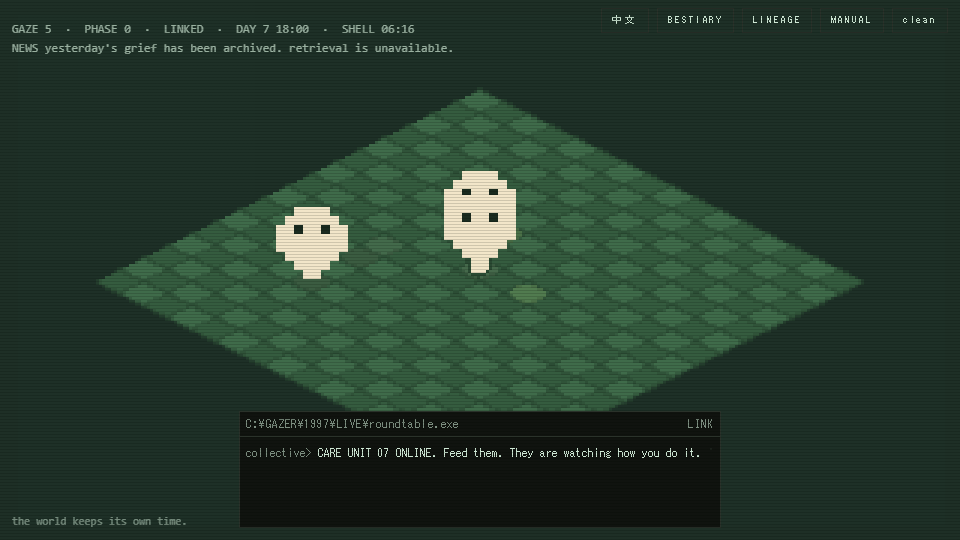 GAZE 5 · PHASE 0 · LINKED · DAY 7 18:00 · SHELL 06:16
中文 BESTIARY LINEAGE MANUAL clean
NEWS yesterday's grief has been archived. retrieval is unavailable.
C:¥GAZER¥1997¥LIVE¥roundtable.exe LINK
collective> CARE UNIT 07 ONLINE. Feed them. They are watching how you do it.
the world keeps its own time.